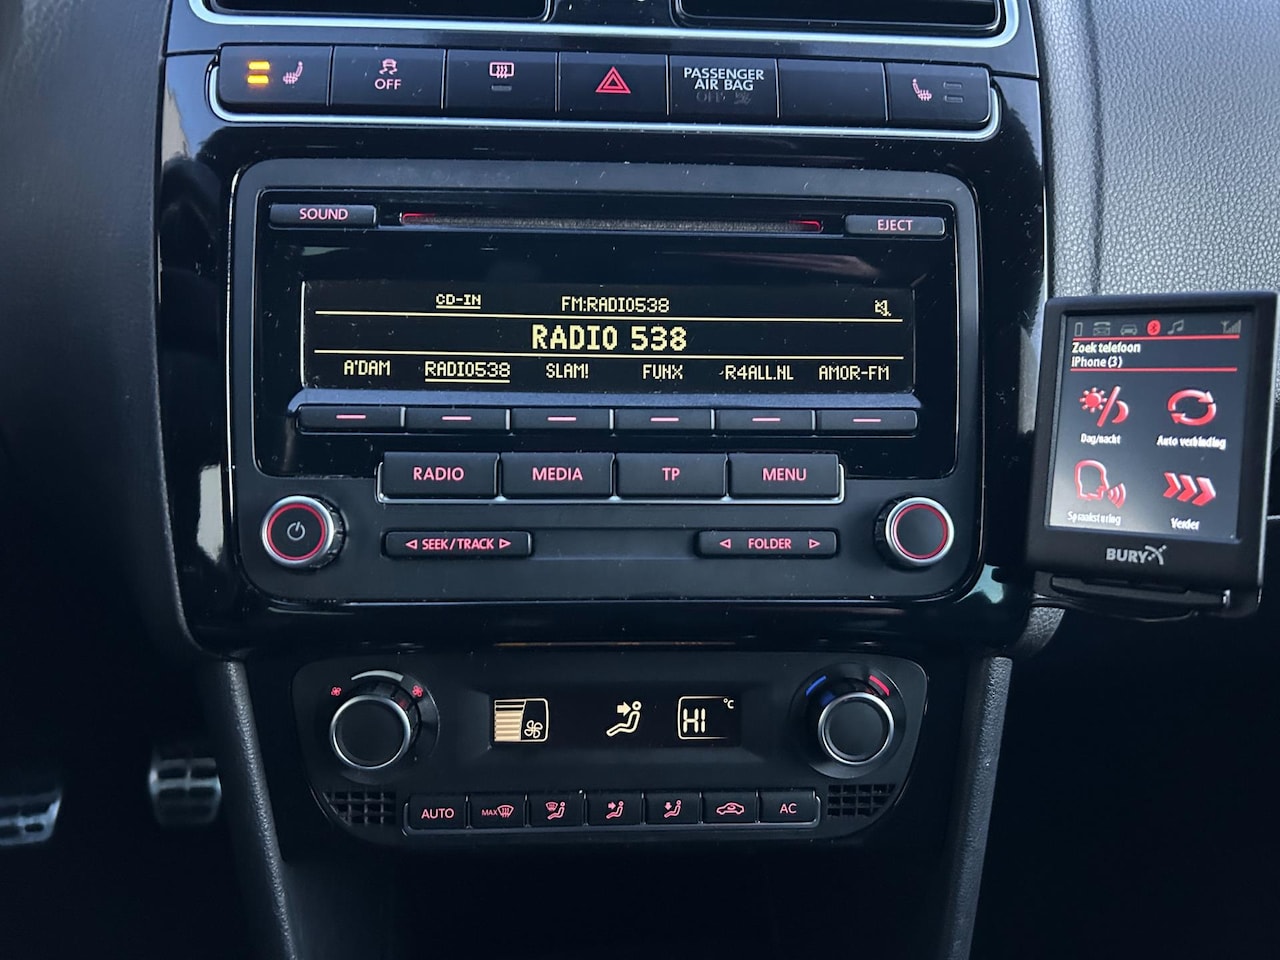 OFF
PASSENGER
AIR BAG
OFF
SOUND
EJECT
CD-IN FM:RADIO538
RADIO 538
A'DAM RADIO538 SLAM! FUNX R4ALL.NL AMOR-FM
RADIO MEDIA TP MENU
SEEK/TRACK FOLDER
Zoek telefoon
iPhone (3)
Dag/nacht Auto verbinding
Spraaksturing Verder
BURY
HI °C
AUTO MAX AC